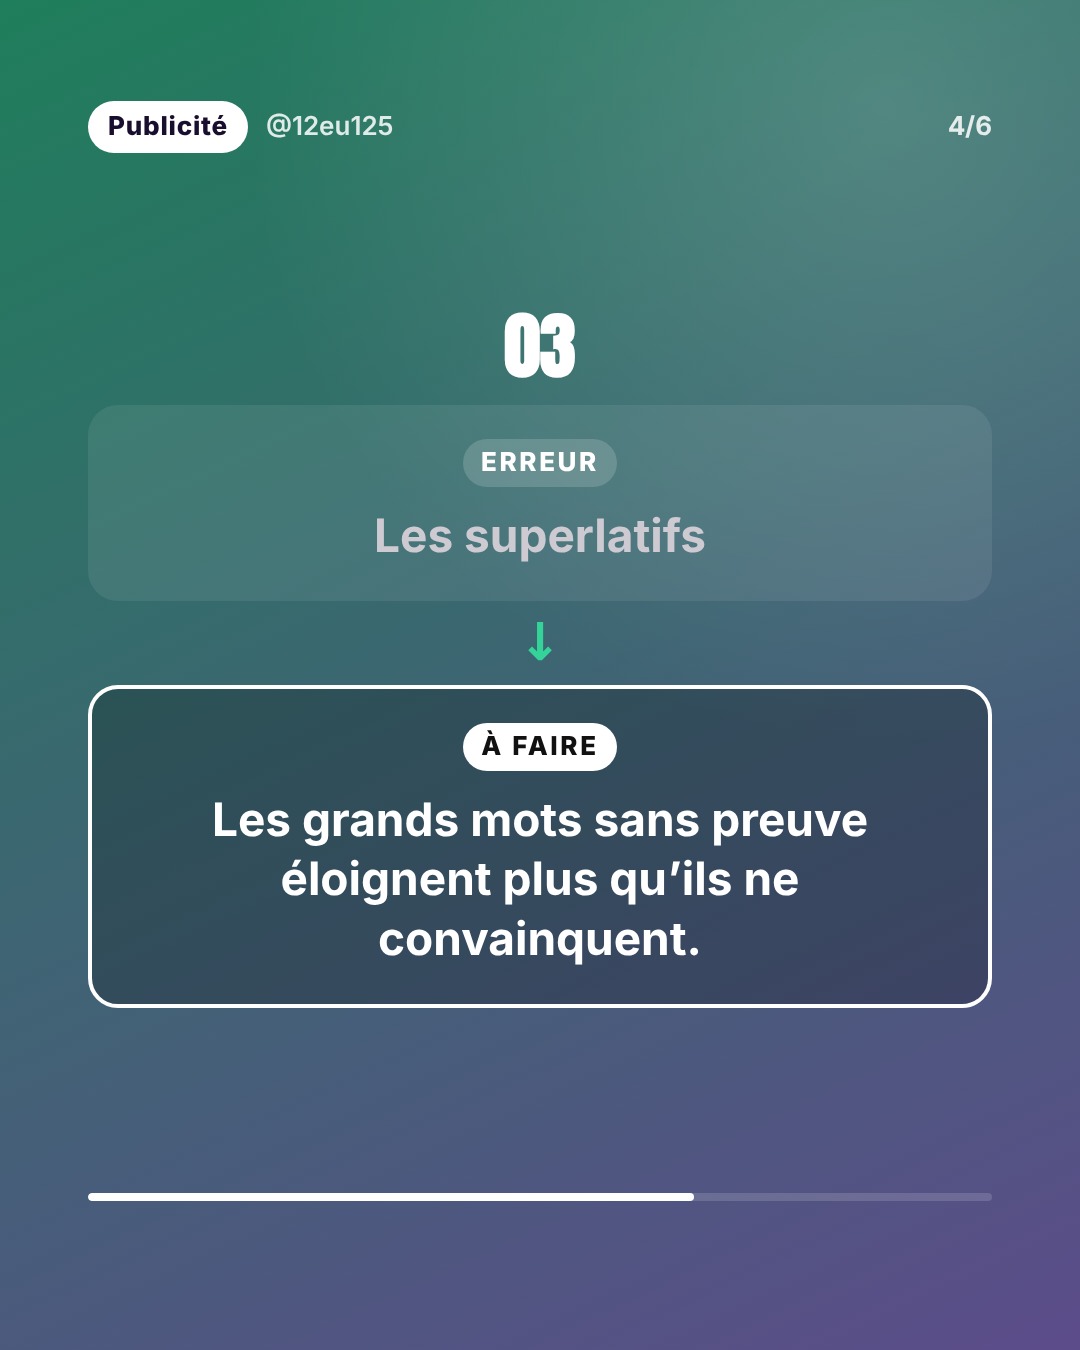 Publicité @12eu125 4/6
03
ERREUR
Les superlatifs
↓
À FAIRE
Les grands mots sans preuve
éloignent plus qu’ils ne
convainquent.